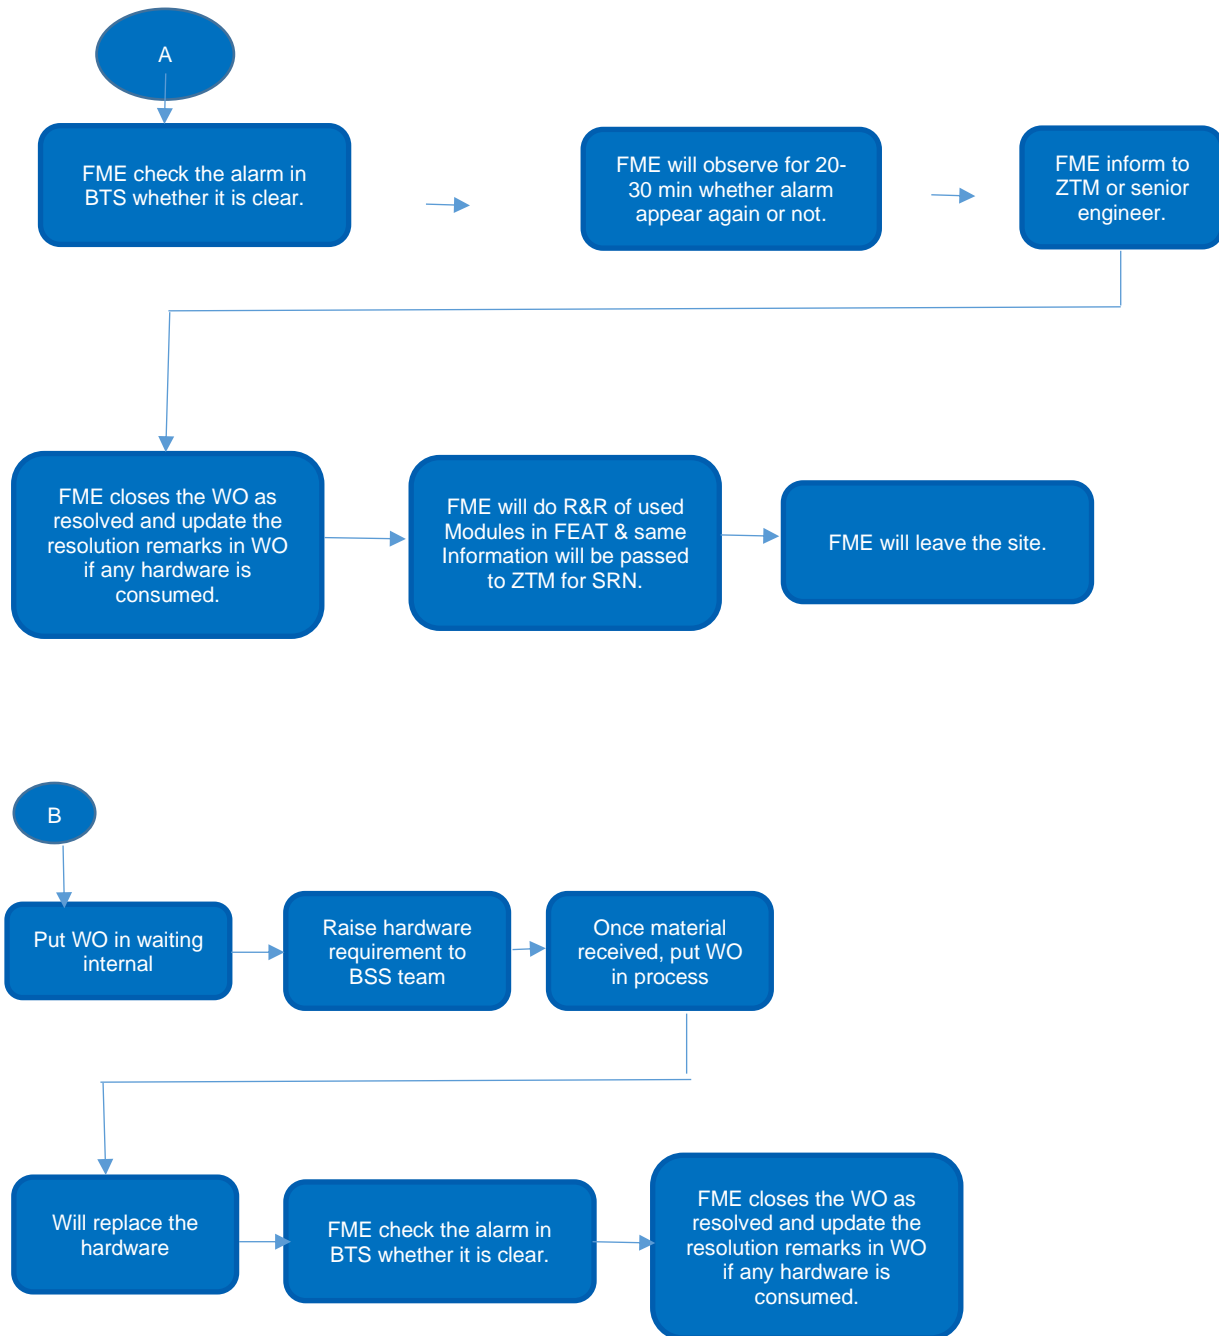 A
FME check the alarm in
BTS whether it is clear.
FME will observe for 20-
30 min whether alarm
appear again or not.
FME inform to
ZTM or senior
engineer.
FME closes the WO as
resolved and update the
resolution remarks in WO
if any hardware is
consumed.
FME will do R&R of used
Modules in FEAT & same
Information will be passed
to ZTM for SRN.
FME will leave the site.
B
Put WO in waiting
internal
Raise hardware
requirement to
BSS team
Once material
received, put WO
in process
Will replace the
hardware
FME check the alarm in
BTS whether it is clear.
FME closes the WO as
resolved and update the
resolution remarks in WO
if any hardware is
consumed.